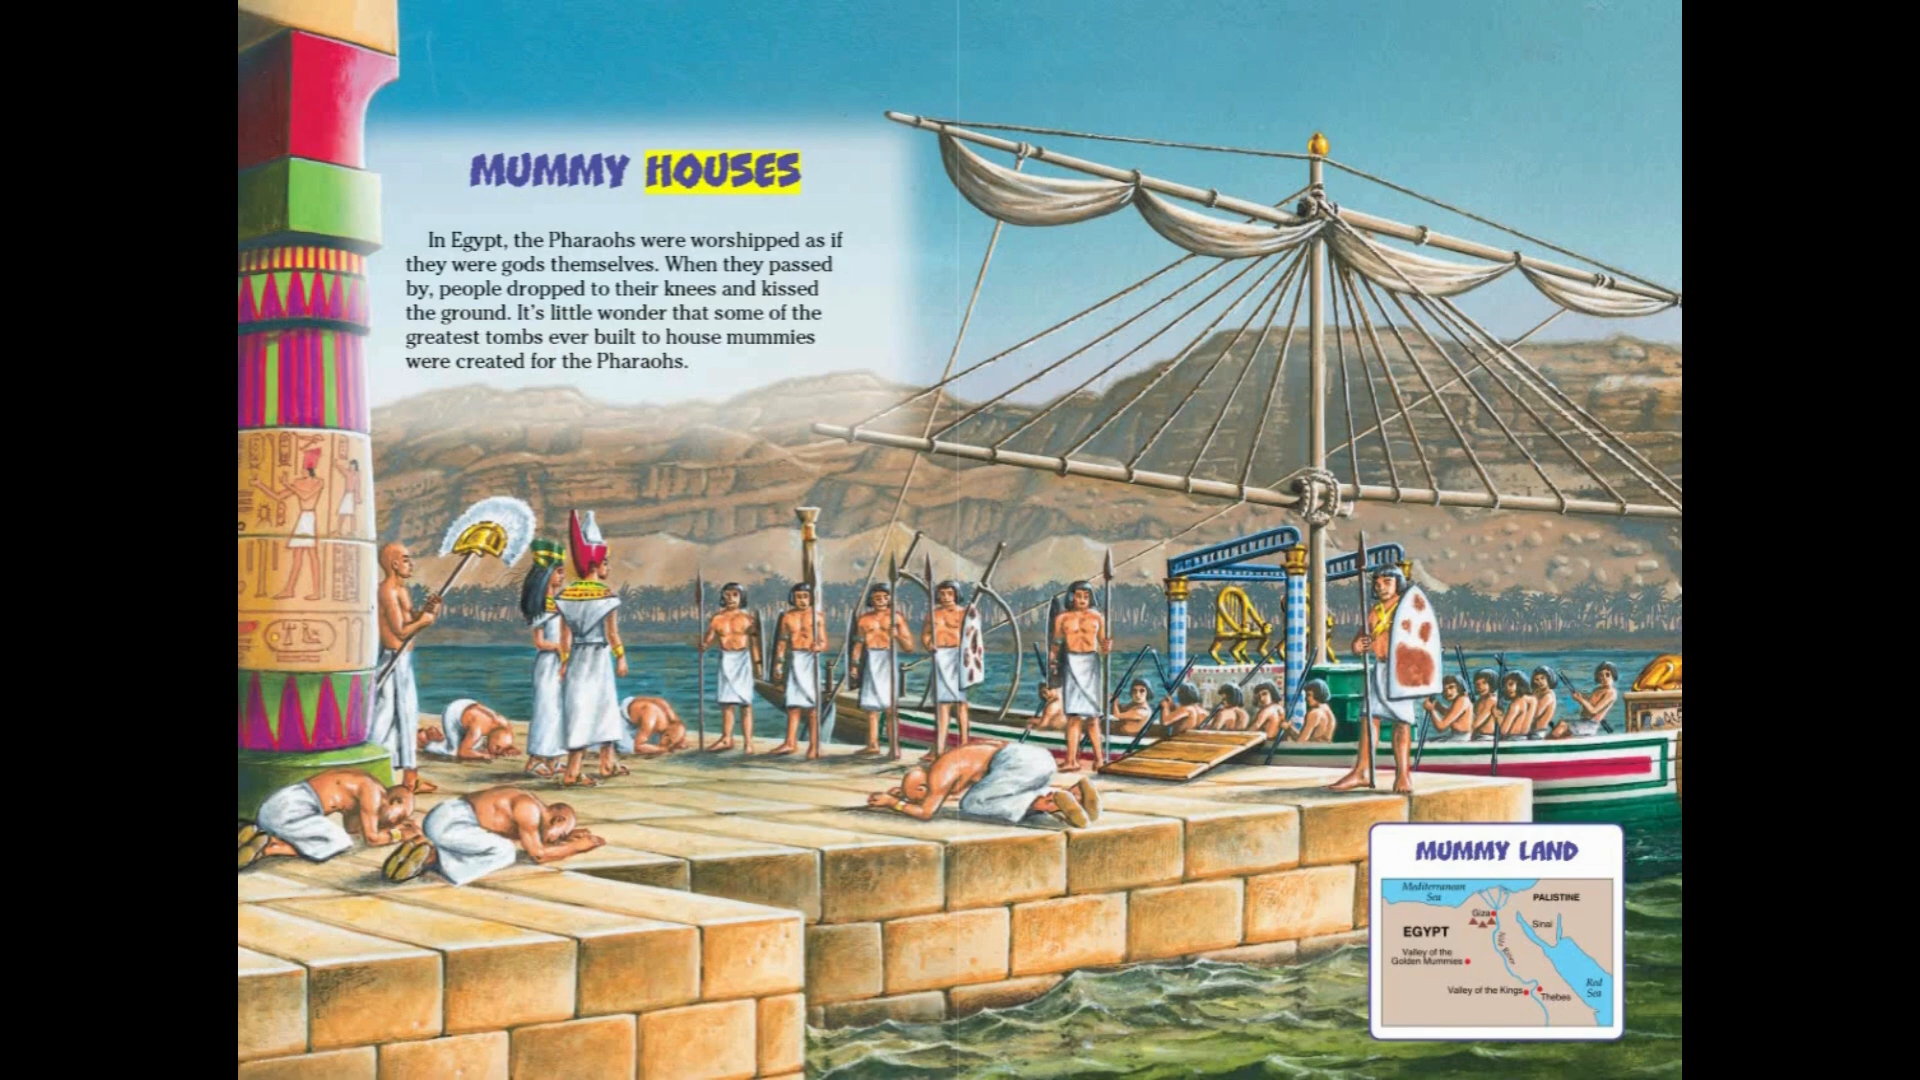 MUMMY HOUSES
In Egypt, the Pharaohs were worshipped as if
they were gods themselves. When they passed
by, people dropped to their knees and kissed
the ground. It's little wonder that some of the
greatest tombs ever built to house mummies
were created for the Pharaohs.
MUMMY LAND
Mediterranean
Sea
PALISTINE
Giza
Sinai
EGYPT
Nile River
Valley of the
Golden Mummies
Red
Sea
Valley of the Kings
Thebes